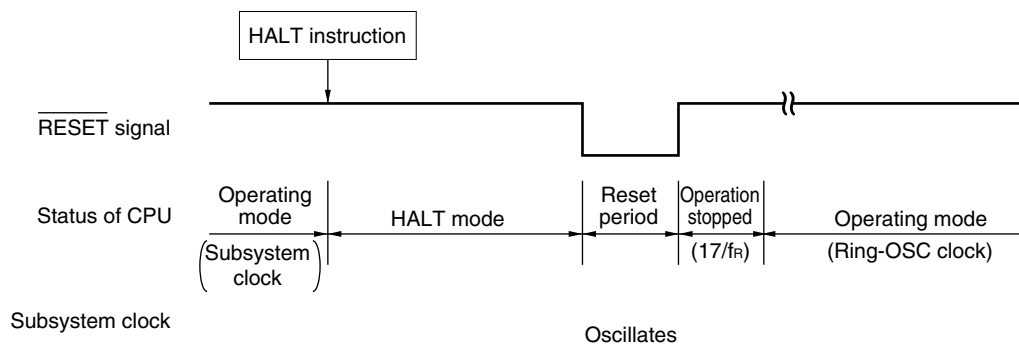 HALT instruction
RESET signal
Status of CPU
Operating
mode
(Subsystem
clock)
HALT mode
Reset
period
Operation
stopped
(17/fR)
Operating mode
(Ring-OSC clock)
Subsystem clock
Oscillates